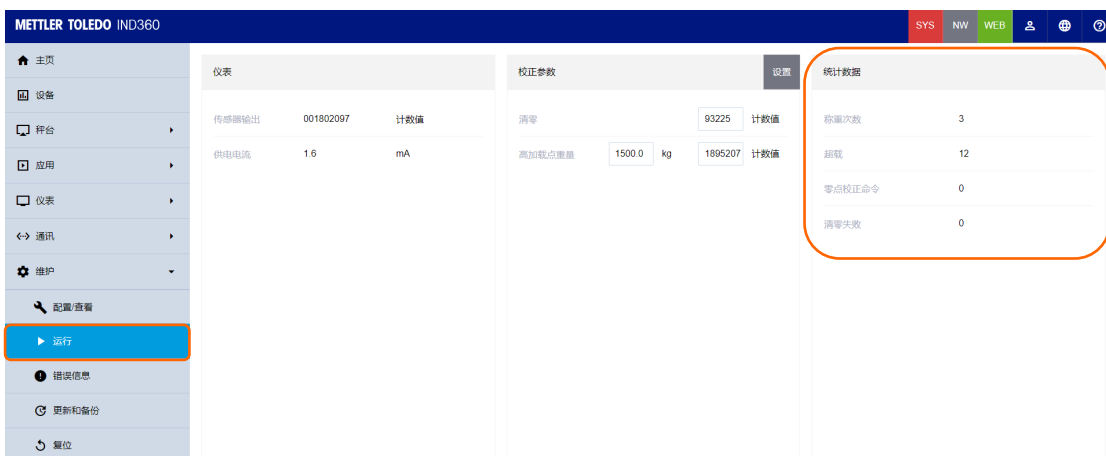 METTLER TOLEDO IND360
SYS NW WEB
主页
设备
秤台
应用
仪表
通讯
维护
配置/查看
运行
错误信息
更新和备份
复位
仪表
传感器输出 001802097 计数值
供电电流 1.6 mA
校正参数 设置
清零 93225 计数值
高加载点重量 1500.0 kg 1895207 计数值
统计数据
称重次数 3
超载 12
零点校正命令 0
清零失败 0